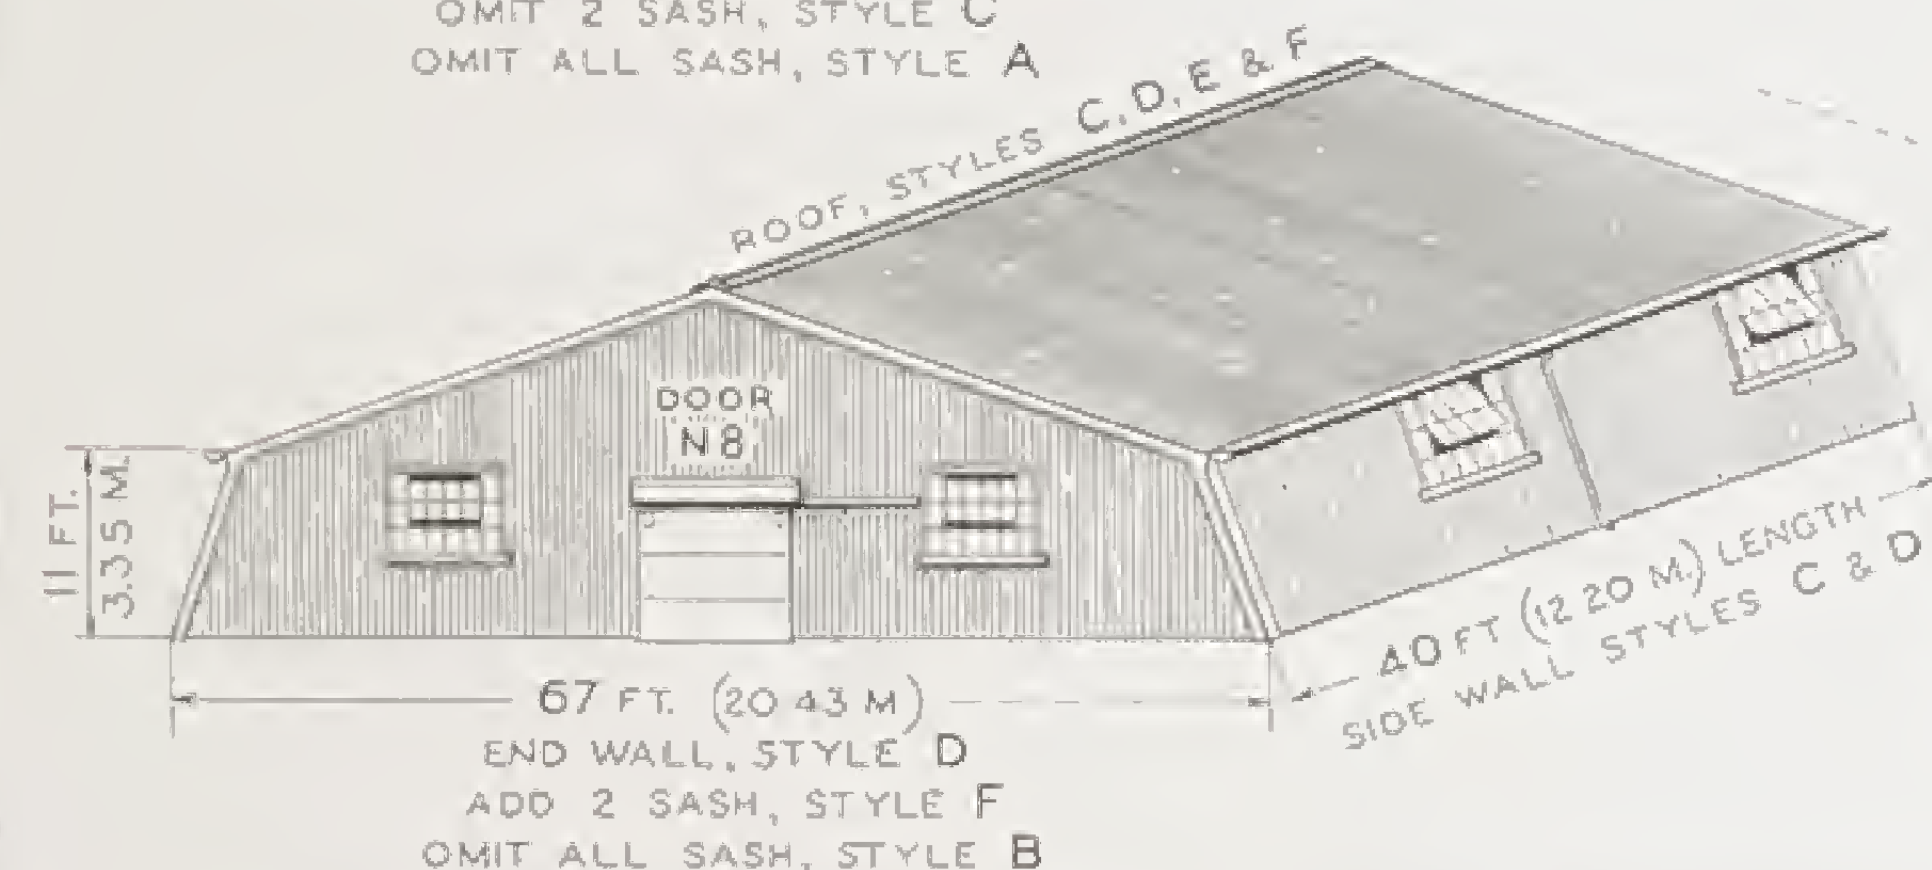 OMIT 2 SASH, STYLE C
OMIT ALL SASH, STYLE A
ROOF, STYLES C, D, E & F
DOOR
N8
11 FT.
3.35 M.
67 FT. (20 43 M)
END WALL, STYLE D
ADD 2 SASH, STYLE F
OMIT ALL SASH, STYLE B
40 FT (12 20 M.) LENGTH
SIDE WALL STYLES C & D